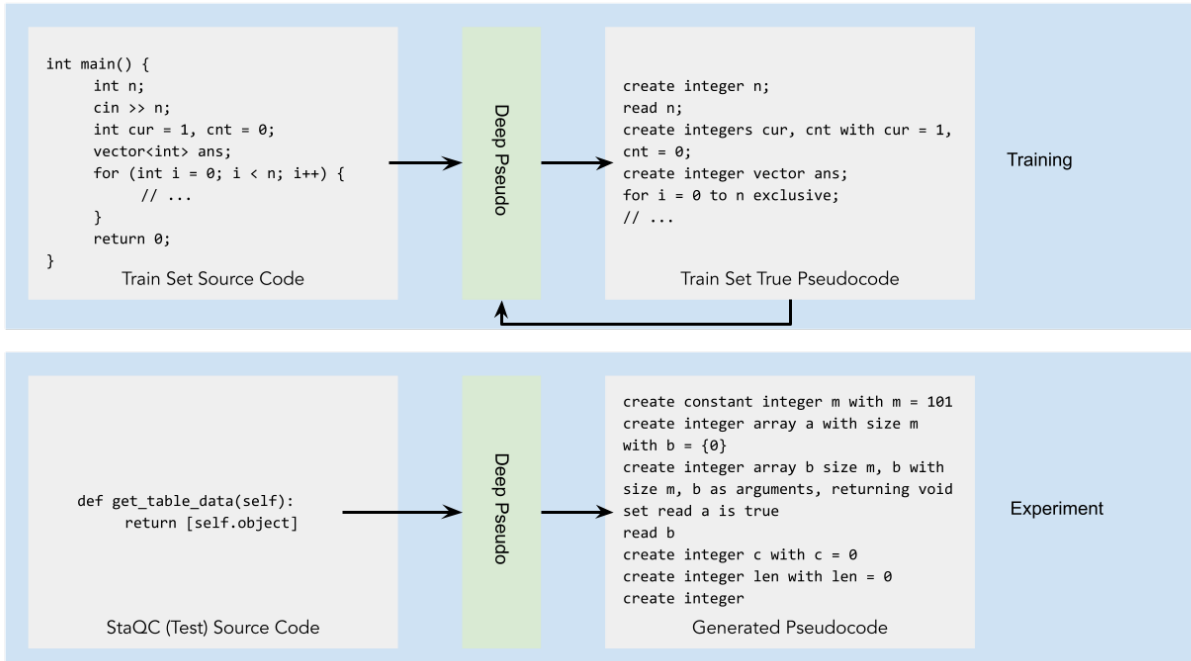 int main() {
int n;
cin >> n;
int cur = 1, cnt = 0;
vector<int> ans;
for (int i = 0; i < n; i++) {
// ...
}
return 0;
}
Train Set Source Code
Deep Pseudo
create integer n;
read n;
create integers cur, cnt with cur = 1,
cnt = 0;
create integer vector ans;
for i = 0 to n exclusive;
// ...
Train Set True Pseudocode
Training
def get_table_data(self):
return [self.object]
StaQC (Test) Source Code
Deep Pseudo
create constant integer m with m = 101
create integer array a with size m
with b = {0}
create integer array b size m, b with
size m, b as arguments, returning void
set read a is true
read b
create integer c with c = 0
create integer len with len = 0
create integer
Generated Pseudocode
Experiment